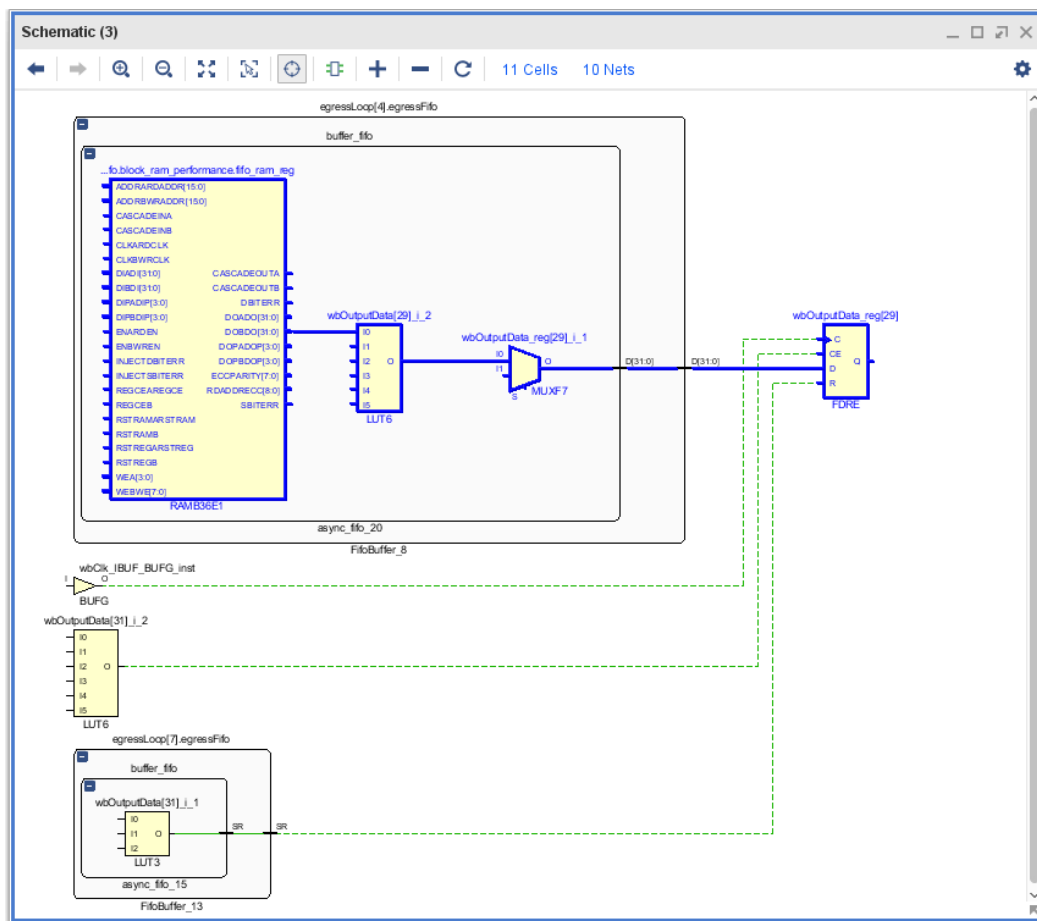 Schematic (3)
11 Cells 10 Nets
egressLoop[4].egressFifo
buffer_fifo
...fo.block_ram_performance.fifo_ram_reg
ADDRARDADDR[15:0]
ADDRBWRADDR[15:0]
CASCADEINA
CASCADEINB
CLKARDCLK
CLKBWRCLK
DIADI[31:0] CASCADEOUTA
DIBDI[31:0] CASCADEOUTB
DIPADIP[3:0] DBITERR
DIPBDIP[3:0] DOADO[31:0]
ENARDEN DOBDO[31:0]
ENBWREN DOPADOP[3:0]
INJECTDBITERR DOPBDOP[3:0]
INJECTSBITERR ECCPARITY[7:0]
REGCEAREGCE RDADDRECC[8:0]
REGCEB SBITERR
RSTRAMARSTRAM
RSTRAMB
RSTREGARSTREG
RSTREGB
WEA[3:0]
WEBWE[7:0]
RAMB36E1
wbOutputData[29]_i_2
I0
I1
I2 O
I3
I4
I5
LUT6
wbOutputData_reg[29]_i_1
I0
O
I1
S
MUXF7
D[31:0] D[31:0]
wbOutputData_reg[29]
C
CE
D Q
R
FDRE
async_fifo_20
FifoBuffer_8
wbClk_IBUF_BUFG_inst
I O
BUFG
wbOutputData[31]_i_2
I0
I1
I2 O
I3
I4
I5
LUT6
egressLoop[7].egressFifo
buffer_fifo
wbOutputData[31]_i_1
I0
I1 O
I2
LUT3
SR SR
async_fifo_15
FifoBuffer_13